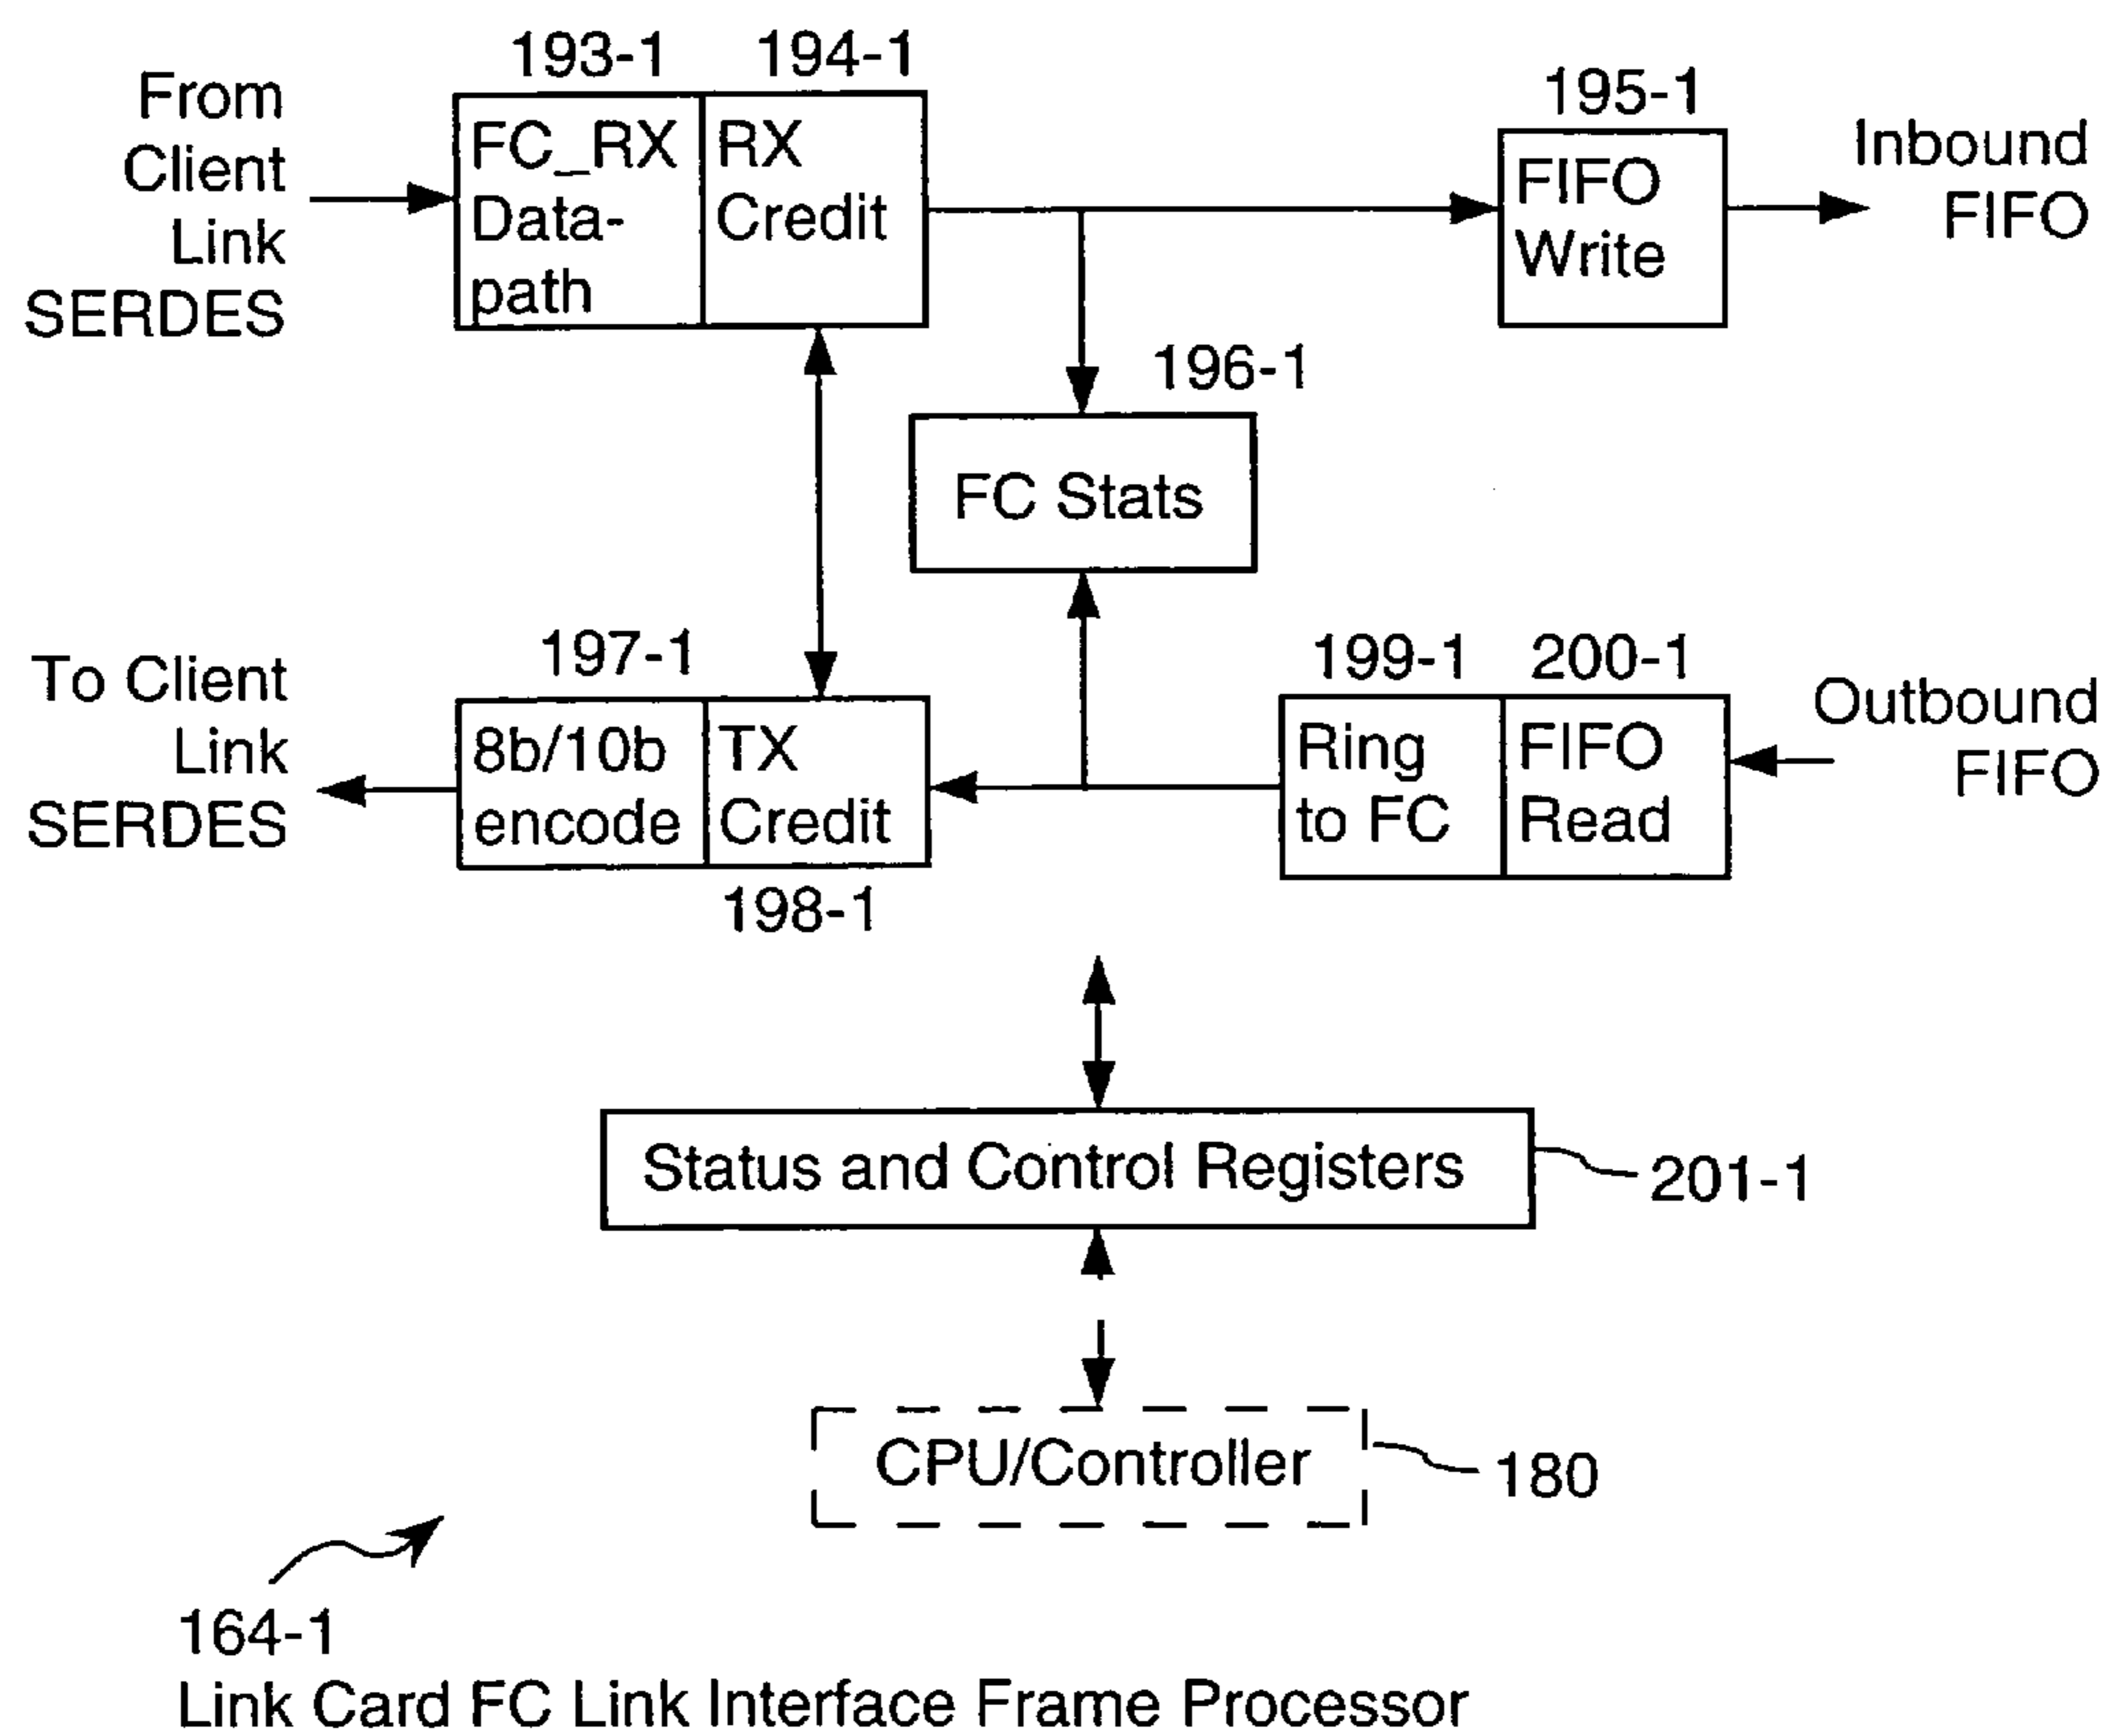 193-1
194-1
From
Client
Link
SERDES
FC_RX
Data-
path
RX
Credit
195-1
FIFO
Write
Inbound
FIFO
196-1
FC Stats
To Client
Link
SERDES
197-1
8b/10b
encode
TX
Credit
198-1
199-1
200-1
Ring
to FC
FIFO
Read
Outbound
FIFO
Status and Control Registers
201-1
CPU/Controller
180
164-1
Link Card FC Link Interface Frame Processor